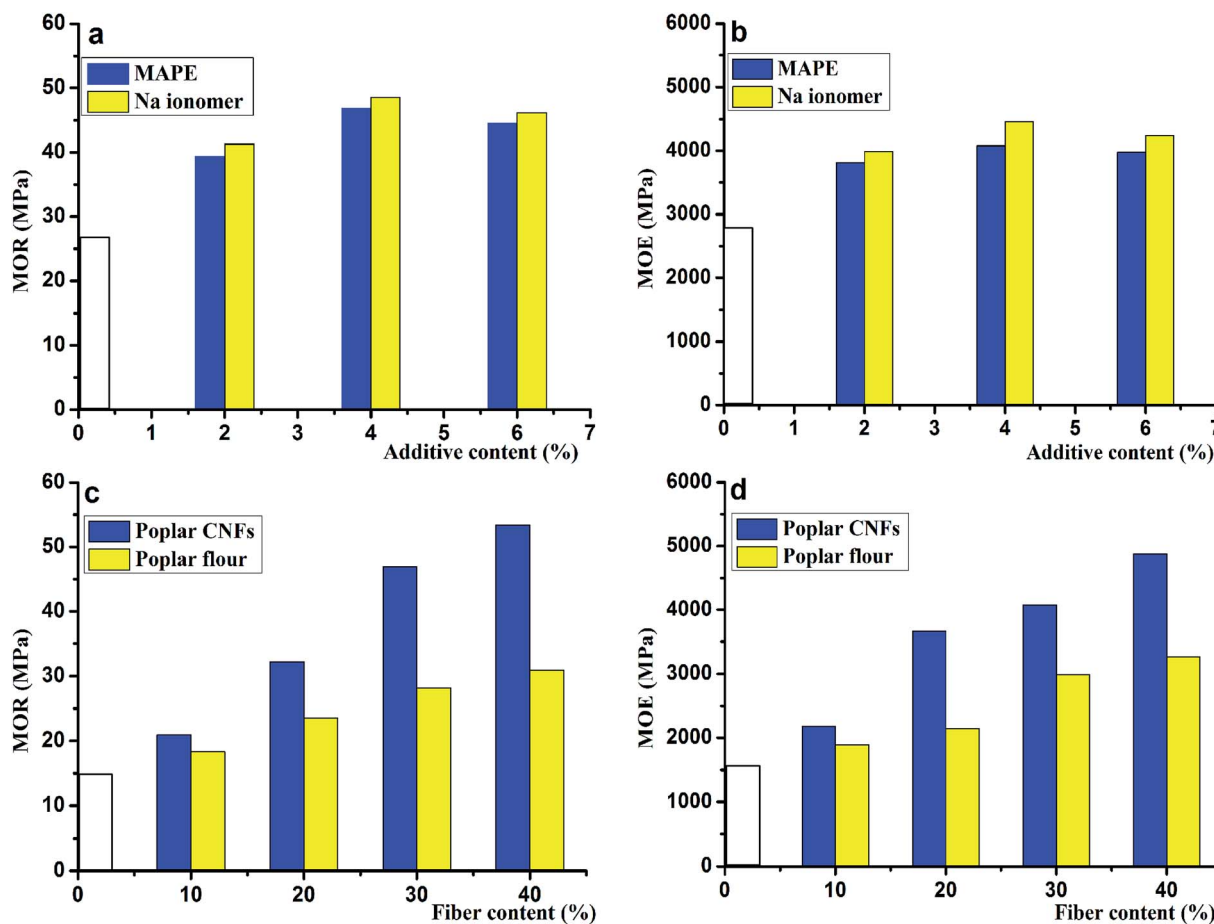 a
MAPE
Na ionomer
MOR (MPa)
60
50
40
30
20
10
0
0 1 2 3 4 5 6 7
Additive content (%)
b
MAPE
Na ionomer
MOE (MPa)
6000
5000
4000
3000
2000
1000
0
0 1 2 3 4 5 6 7
Additive content (%)
c
Poplar CNFs
Poplar flour
MOR (MPa)
60
50
40
30
20
10
0
0 10 20 30 40
Fiber content (%)
d
Poplar CNFs
Poplar flour
MOE (MPa)
6000
5000
4000
3000
2000
1000
0
0 10 20 30 40
Fiber content (%)